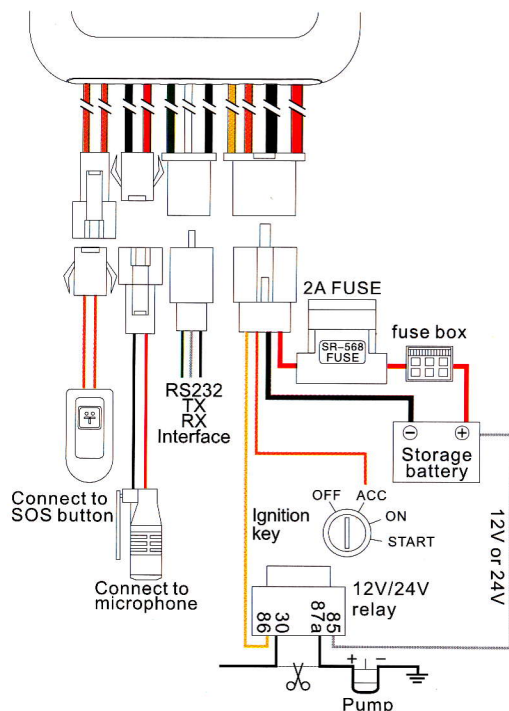 2A FUSE
SR-568
FUSE
fuse box
RS232
TX
RX
Interface
− +
Storage
battery
Connect to
SOS button
OFF
ACC
ON
START
Ignition
key
12V or 24V
Connect to
microphone
12V/24V
relay
86
30
87a
85
+ −
Pump